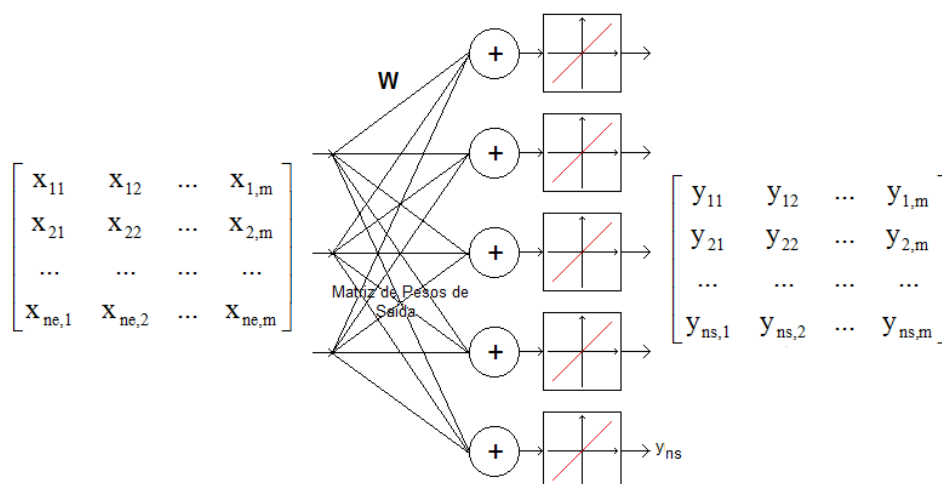 W
x11 x12 ... x1,m
x21 x22 ... x2,m
... ... ... ...
xne,1 xne,2 ... xne,m
Matriz de Pesos de
Saída
+
+
+
+
+
y11 y12 ... y1,m
y21 y22 ... y2,m
... ... ... ...
yns,1 yns,2 ... yns,m
yns